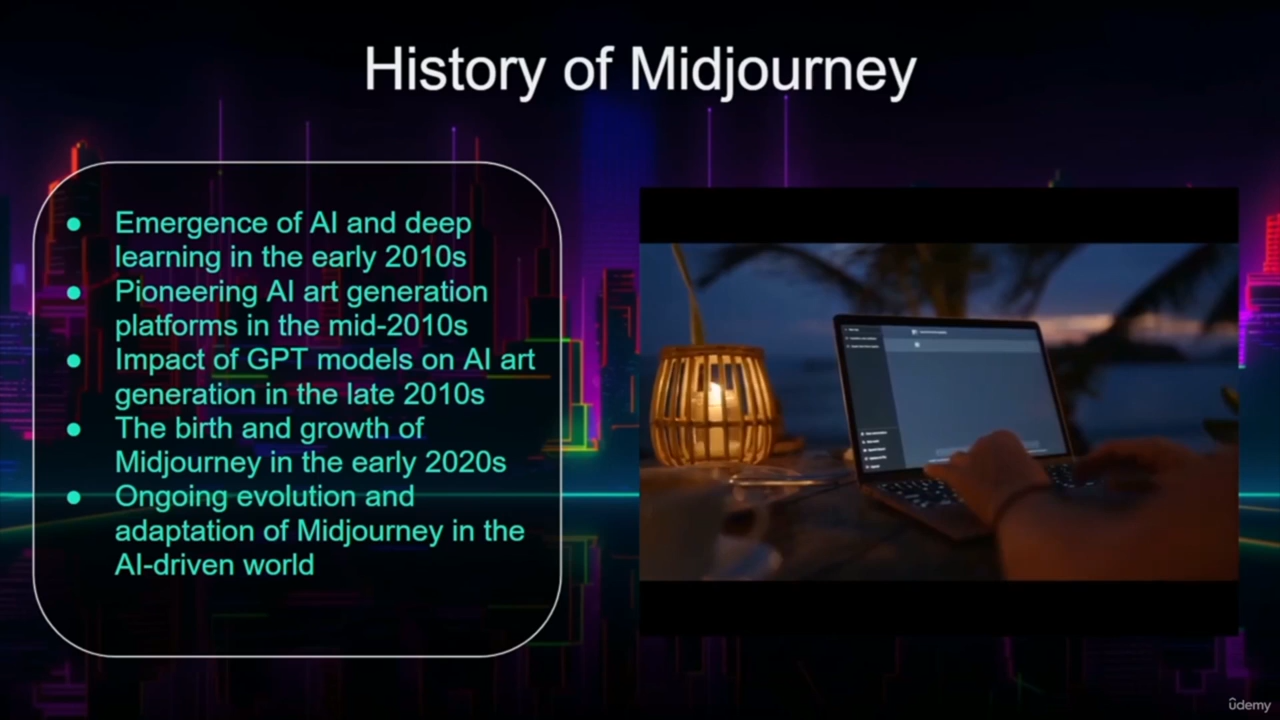 History of Midjourney
● Emergence of AI and deep
learning in the early 2010s
● Pioneering AI art generation
platforms in the mid-2010s
● Impact of GPT models on AI art
generation in the late 2010s
● The birth and growth of
Midjourney in the early 2020s
● Ongoing evolution and
adaptation of Midjourney in the
AI-driven world
ûdemy